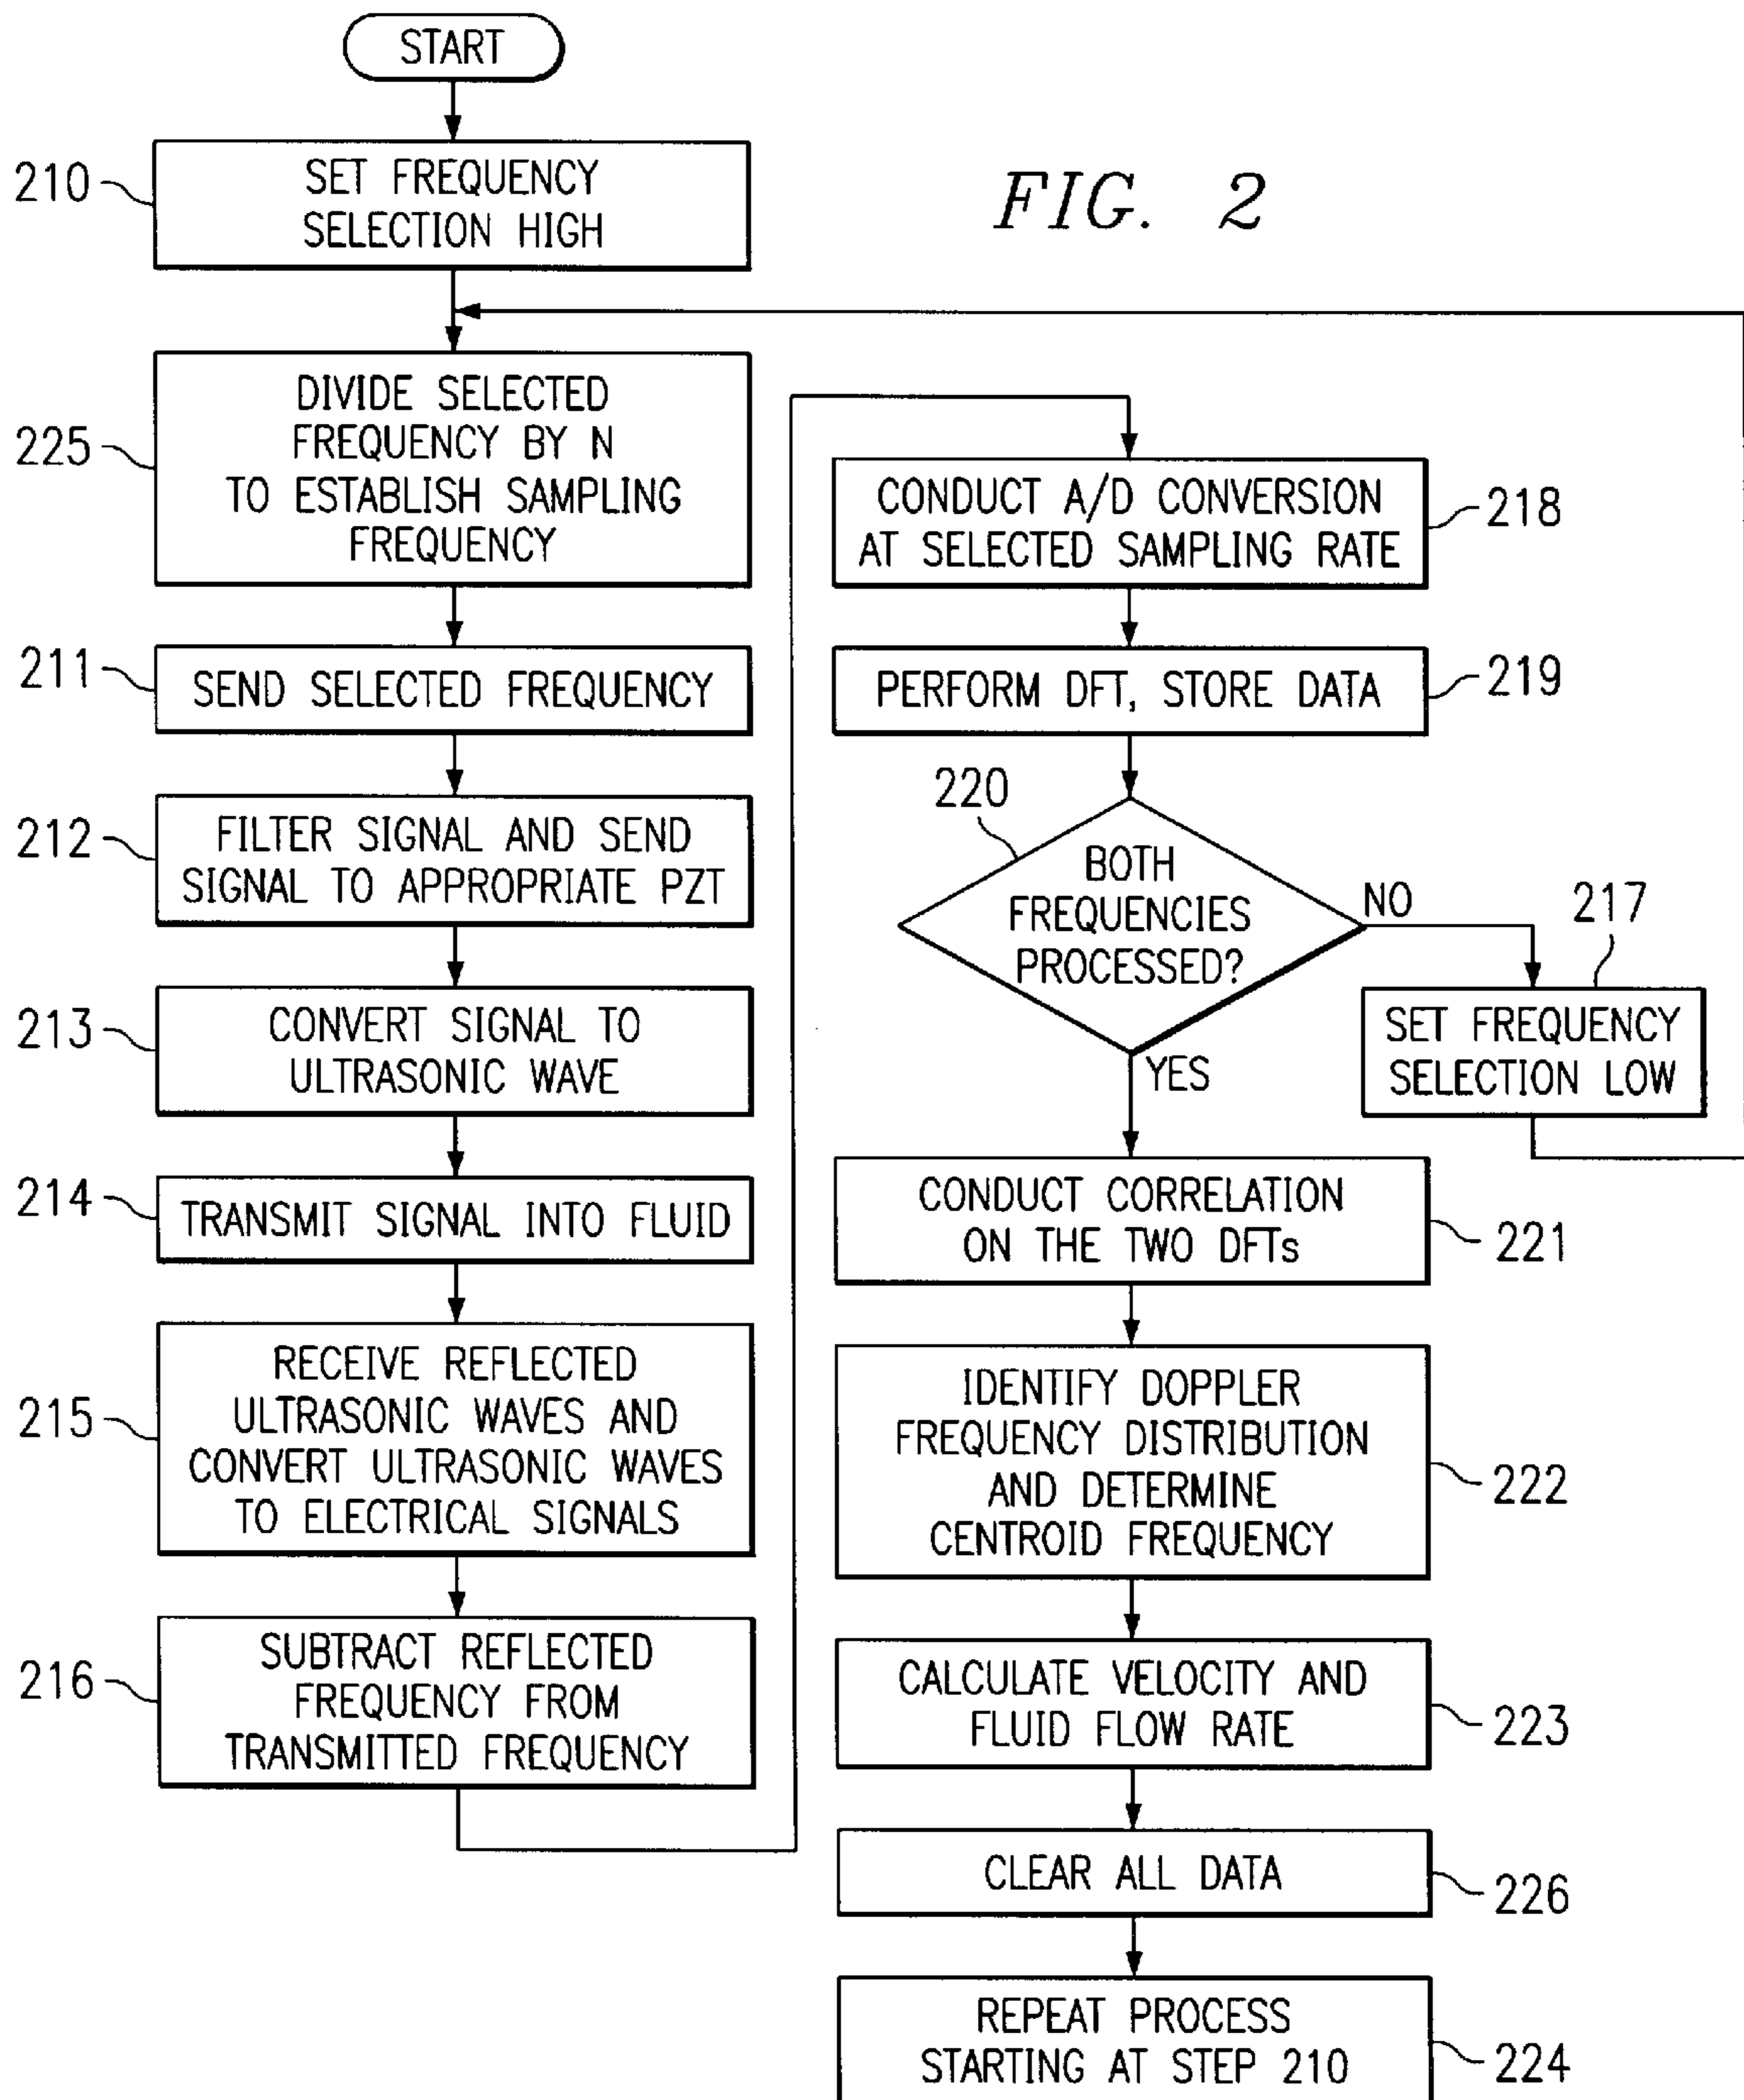 START
210
SET FREQUENCY
SELECTION HIGH
FIG. 2
225
DIVIDE SELECTED
FREQUENCY BY N
TO ESTABLISH SAMPLING
FREQUENCY
211
SEND SELECTED FREQUENCY
212
FILTER SIGNAL AND SEND
SIGNAL TO APPROPRIATE PZT
213
CONVERT SIGNAL TO
ULTRASONIC WAVE
214
TRANSMIT SIGNAL INTO FLUID
215
RECEIVE REFLECTED
ULTRASONIC WAVES AND
CONVERT ULTRASONIC WAVES
TO ELECTRICAL SIGNALS
216
SUBTRACT REFLECTED
FREQUENCY FROM
TRANSMITTED FREQUENCY
CONDUCT A/D CONVERSION
AT SELECTED SAMPLING RATE
218
PERFORM DFT, STORE DATA
219
220
BOTH
FREQUENCIES
PROCESSED?
NO
217
SET FREQUENCY
SELECTION LOW
YES
CONDUCT CORRELATION
ON THE TWO DFTs
221
IDENTIFY DOPPLER
FREQUENCY DISTRIBUTION
AND DETERMINE
CENTROID FREQUENCY
222
CALCULATE VELOCITY AND
FLUID FLOW RATE
223
CLEAR ALL DATA
226
REPEAT PROCESS
STARTING AT STEP 210
224